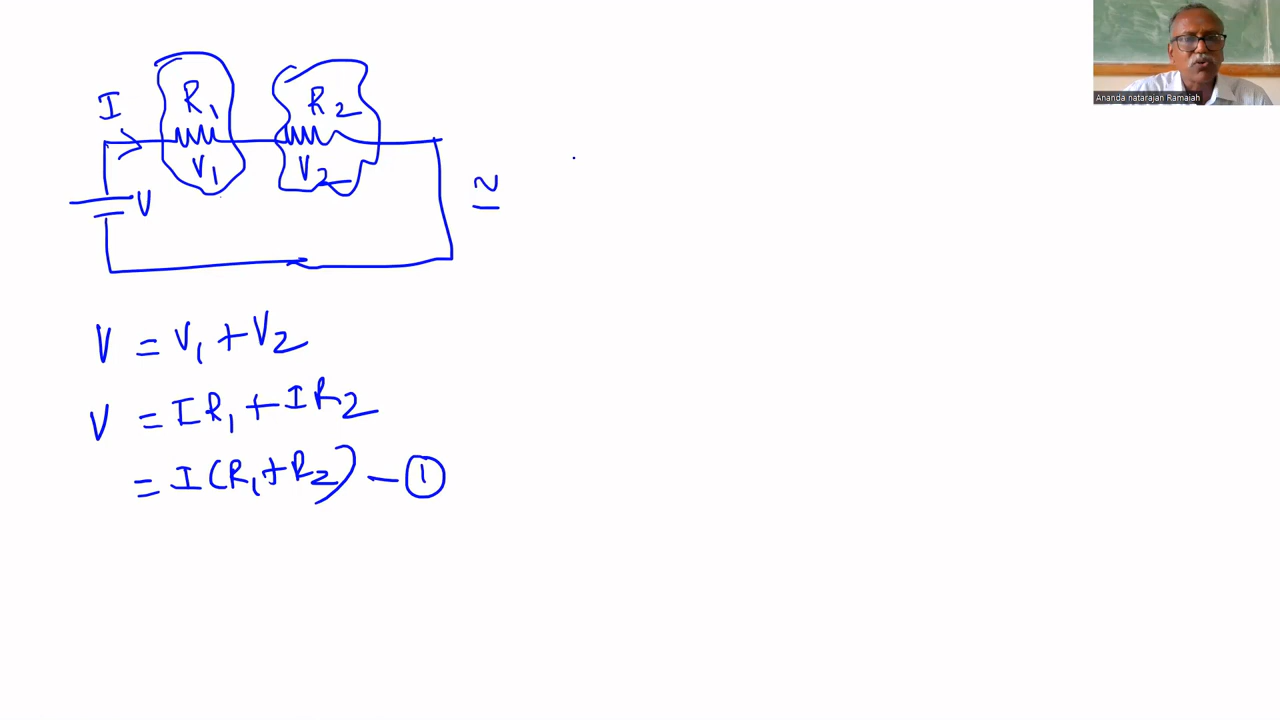 I
R1
R2
V1
V2
V
≃
V = V1 + V2
V = IR1 + IR2
= I(R1 + R2) — ①
Ananda natarajan Ramaiah